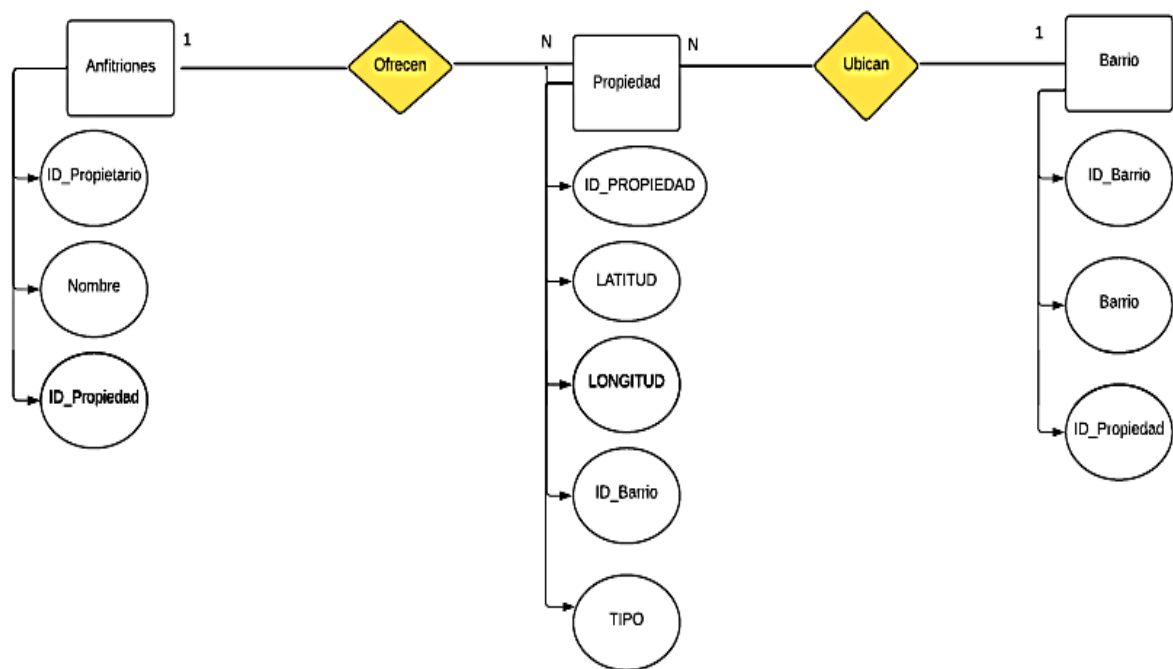 Anfitriones
1
Ofrecen
N
Propiedad
N
Ubican
1
Barrio
ID_Propietario
Nombre
ID_Propiedad
ID_PROPIEDAD
LATITUD
LONGITUD
ID_Barrio
TIPO
ID_Barrio
Barrio
ID_Propiedad